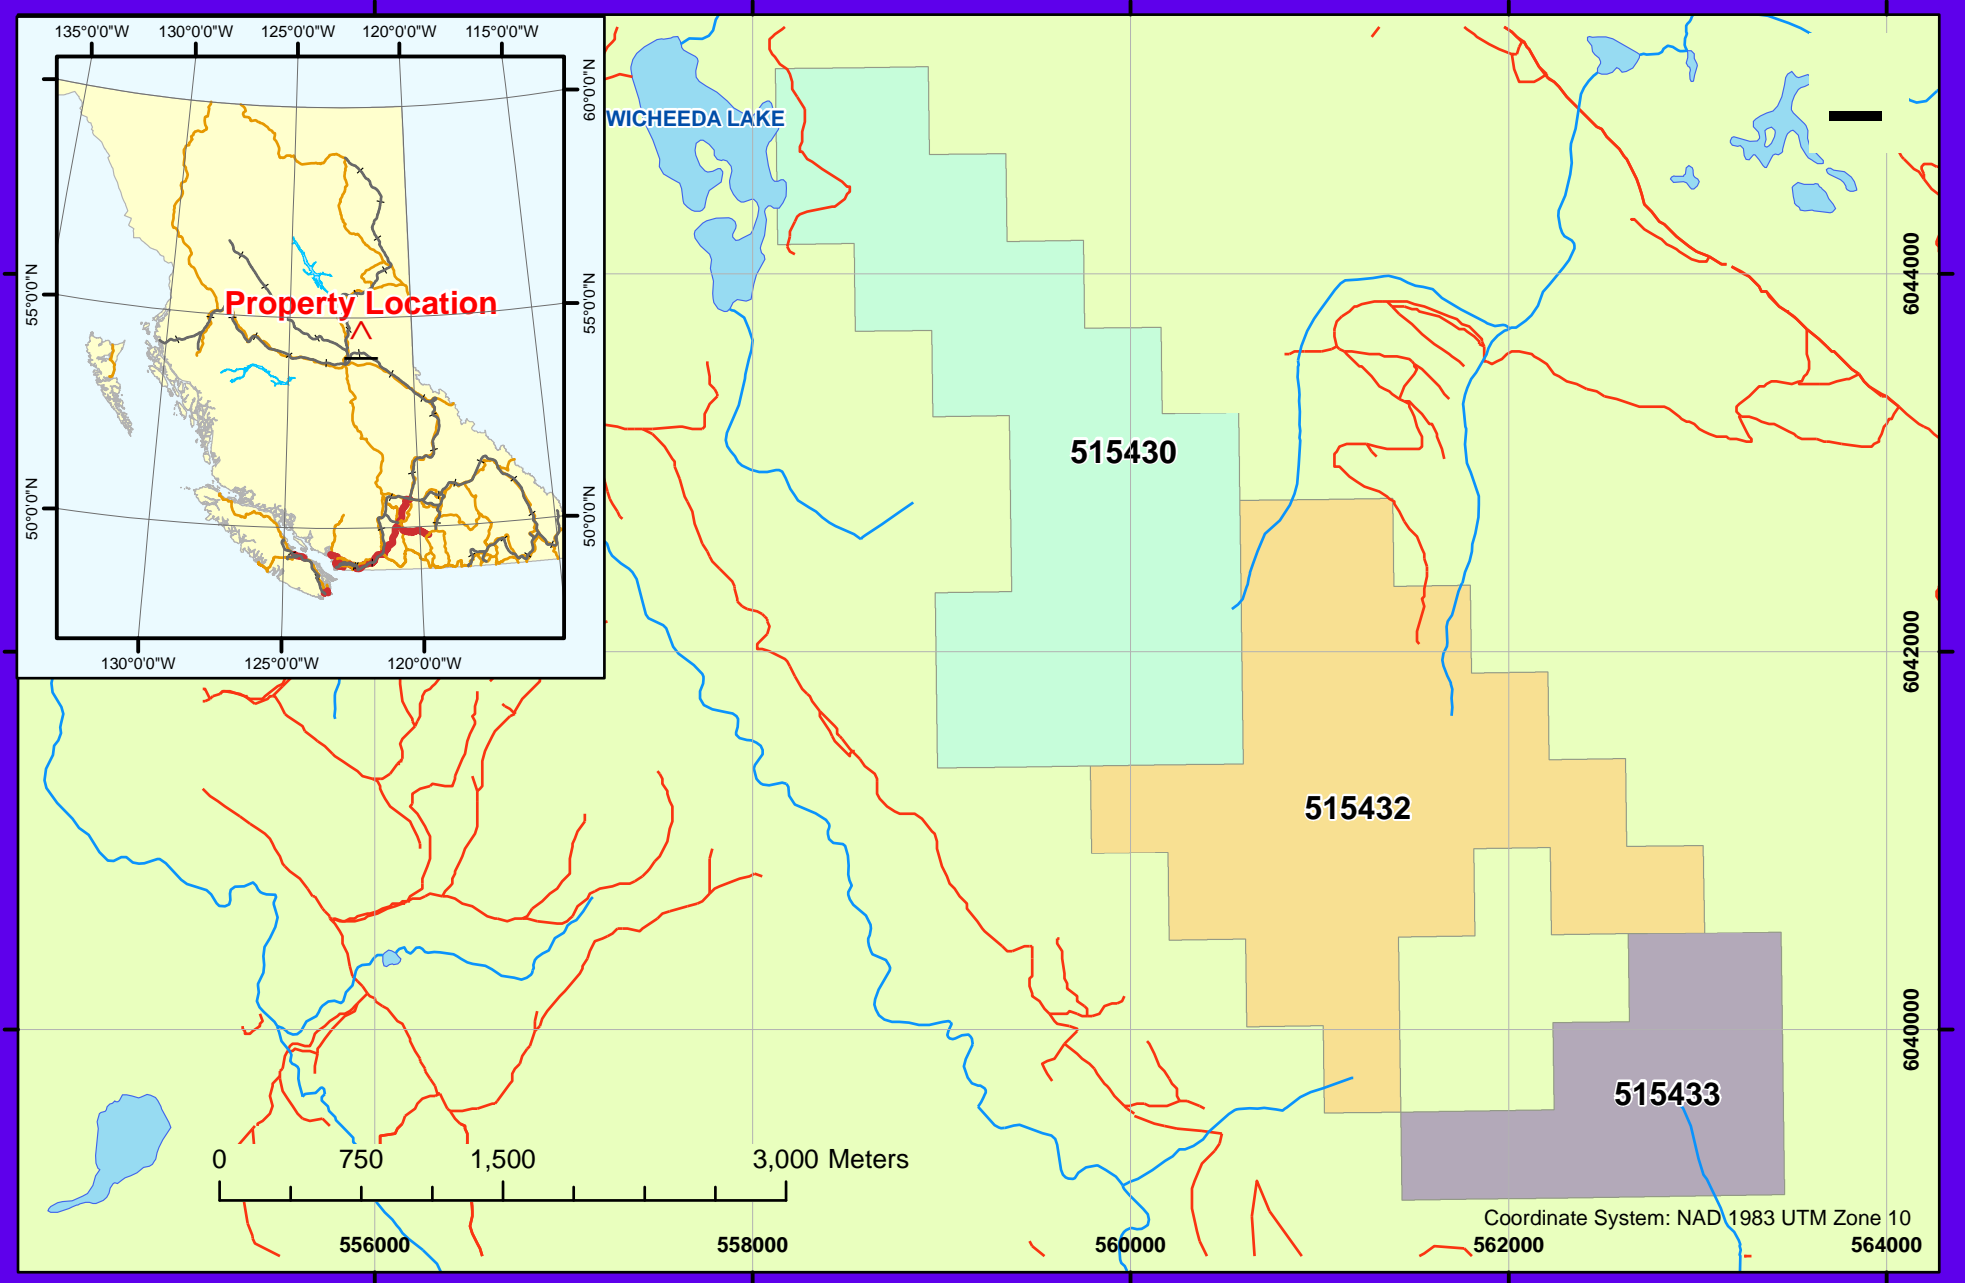 135°0'0"W 130°0'0"W 125°0'0"W 120°0'0"W 115°0'0"W
60°0'0"N
WICHEEDA LAKE
6044000
55°0'0"N
55°0'0"N
Property Location
515430
50°0'0"N
50°0'0"N
6042000
130°0'0"W 125°0'0"W 120°0'0"W
515432
6040000
515433
0 750 1,500 3,000 Meters
Coordinate System: NAD 1983 UTM Zone 10
556000 558000 560000 562000 564000